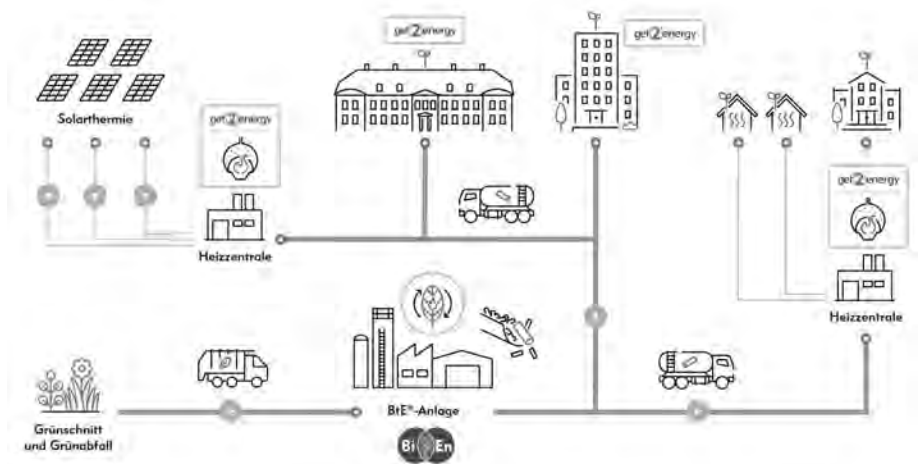 get2energy
get2energy
Solarthermie
get2energy
Heizzentrale
get2energy
Heizzentrale
Grünschnitt
und Grünabfall
BtE®-Anlage
Bi En